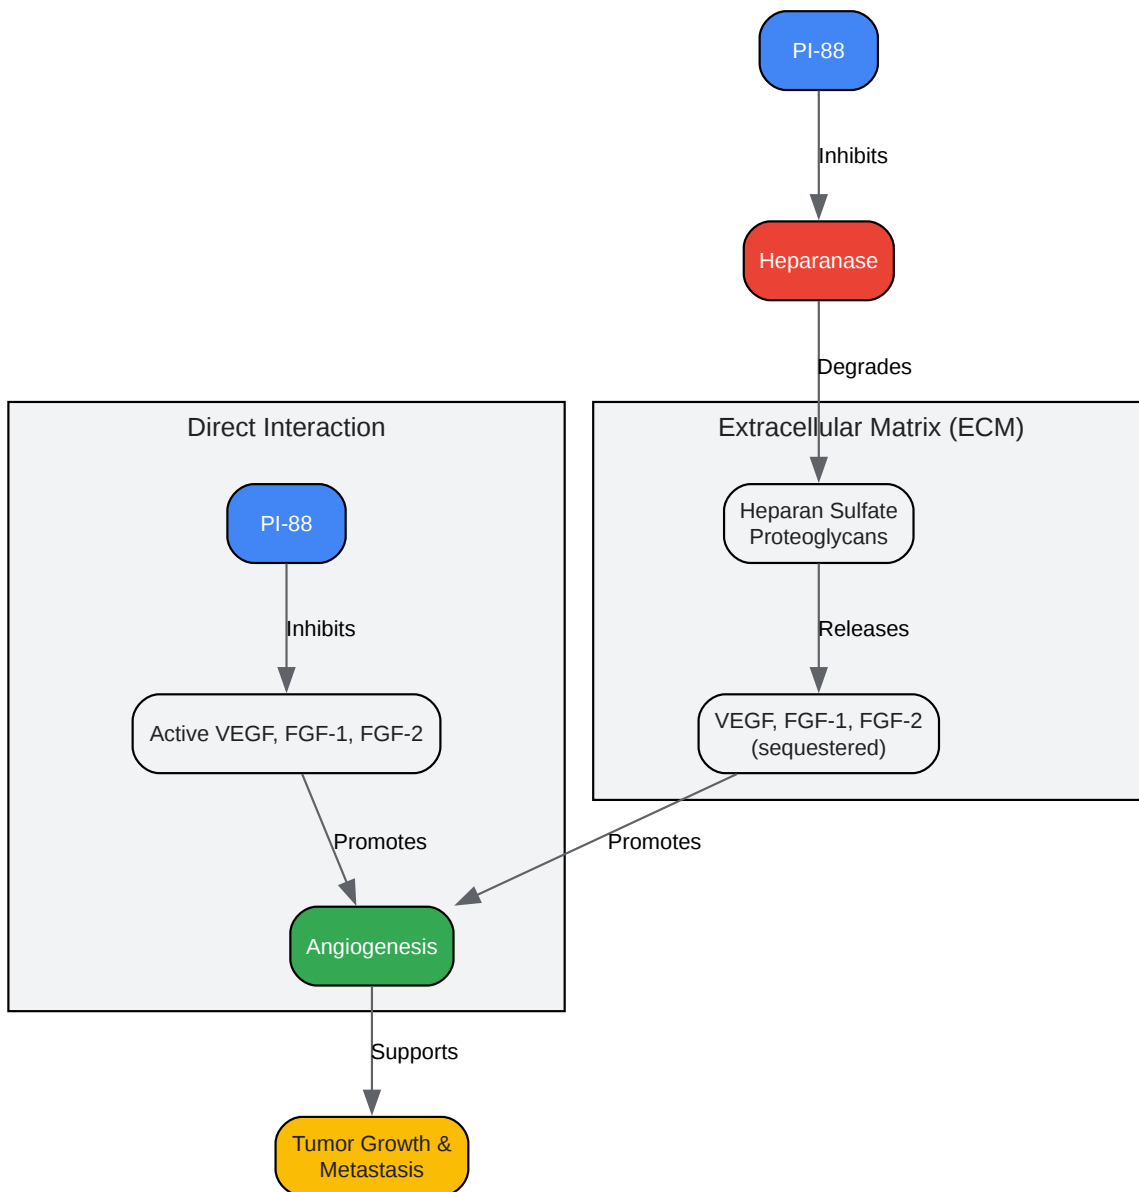 PI-88
Inhibits
Heparanase
Degrades
Direct Interaction
Extracellular Matrix (ECM)
PI-88
Heparan Sulfate
Proteoglycans
Inhibits
Releases
Active VEGF, FGF-1, FGF-2
VEGF, FGF-1, FGF-2
(sequestered)
Promotes
Promotes
Angiogenesis
Supports
Tumor Growth &
Metastasis